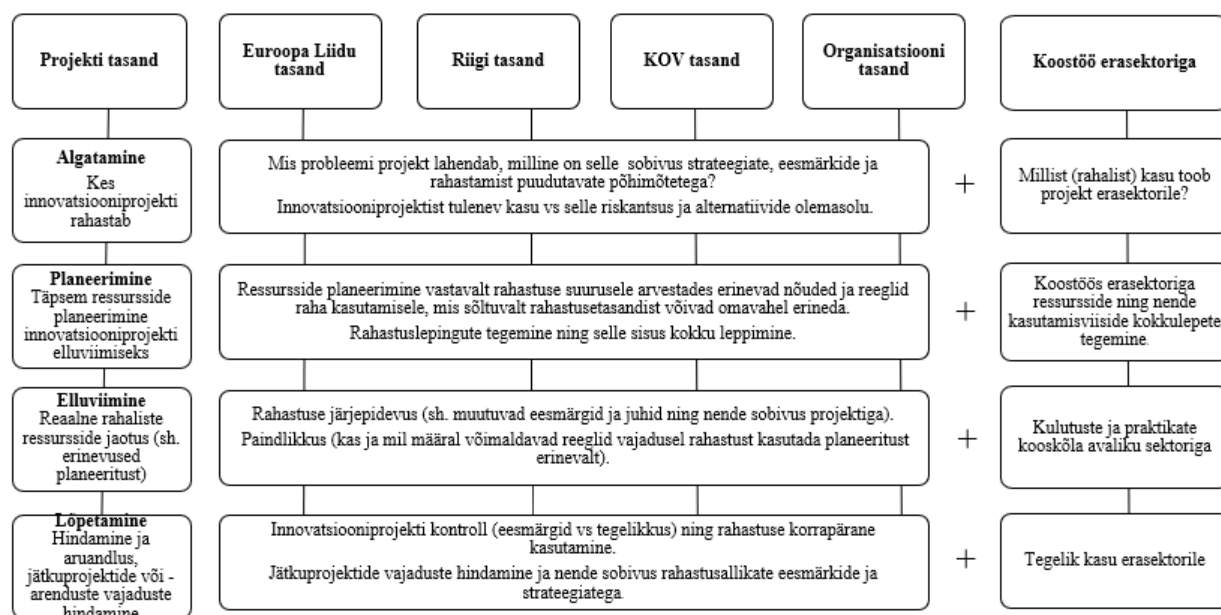 Projekti tasand
Euroopa Liidu
tasand
Riigi tasand
KOV tasand
Organisatsiooni
tasand
Koostöö erasektoriga
Algatamine
Kes
innovatsiooniprojekti
rahastab
Mis probleemi projekt lahendab, milline on selle sobivus strateegiate, eesmärkide ja
rahastamist puudutavate põhimõtetega?
Innovatsiooniprojektist tulenev kasu vs selle riskantsus ja alternatiivide olemasolu.
+
Millist (rahalist) kasu toob
projekt erasektorile?
Planeerimine
Täpsem ressursside
planeerimine
innovatsiooniprojekti
elluviimiseks
Ressursside planeerimine vastavalt rahastuse suurusele arvestades erinevad nõuded ja reeglid
raha kasutamisele, mis sõltuvalt rahastusetasandist võivad omavahel erineda.
Rahastuslepingute tegemine ning selle sisus kokku leppimine.
+
Koostöös erasektoriga
ressursside ning nende
kasutamisviiside kokkulepete
tegemine.
Elluviimine
Reaalne rahaliste
ressursside jaotus (sh.
erinevused
planeeritust)
Rahastuse järjepidevus (sh. muutuvad eesmärgid ja juhid ning nende sobivus projektiga).
Paindlikkus (kas ja mil määral võimaldavad reeglid vajadusel rahastust kasutada planeeritust
erinevalt).
+
Kulutuste ja praktikate
kooskõla avaliku sektoriga
Lõpetamine
Hindamine ja
aruandlus,
jätkuprojektide või -
arenduste vajaduste
hindamine
Innovatsiooniprojekti kontroll (eesmärgid vs tegelikkus) ning rahastuse korrapärane
kasutamine.
Jätkuprojektide vajaduste hindamine ja nende sobivus rahastusallikate eesmärkide ja
strateegiatega.
+
Tegelik kasu erasektorile